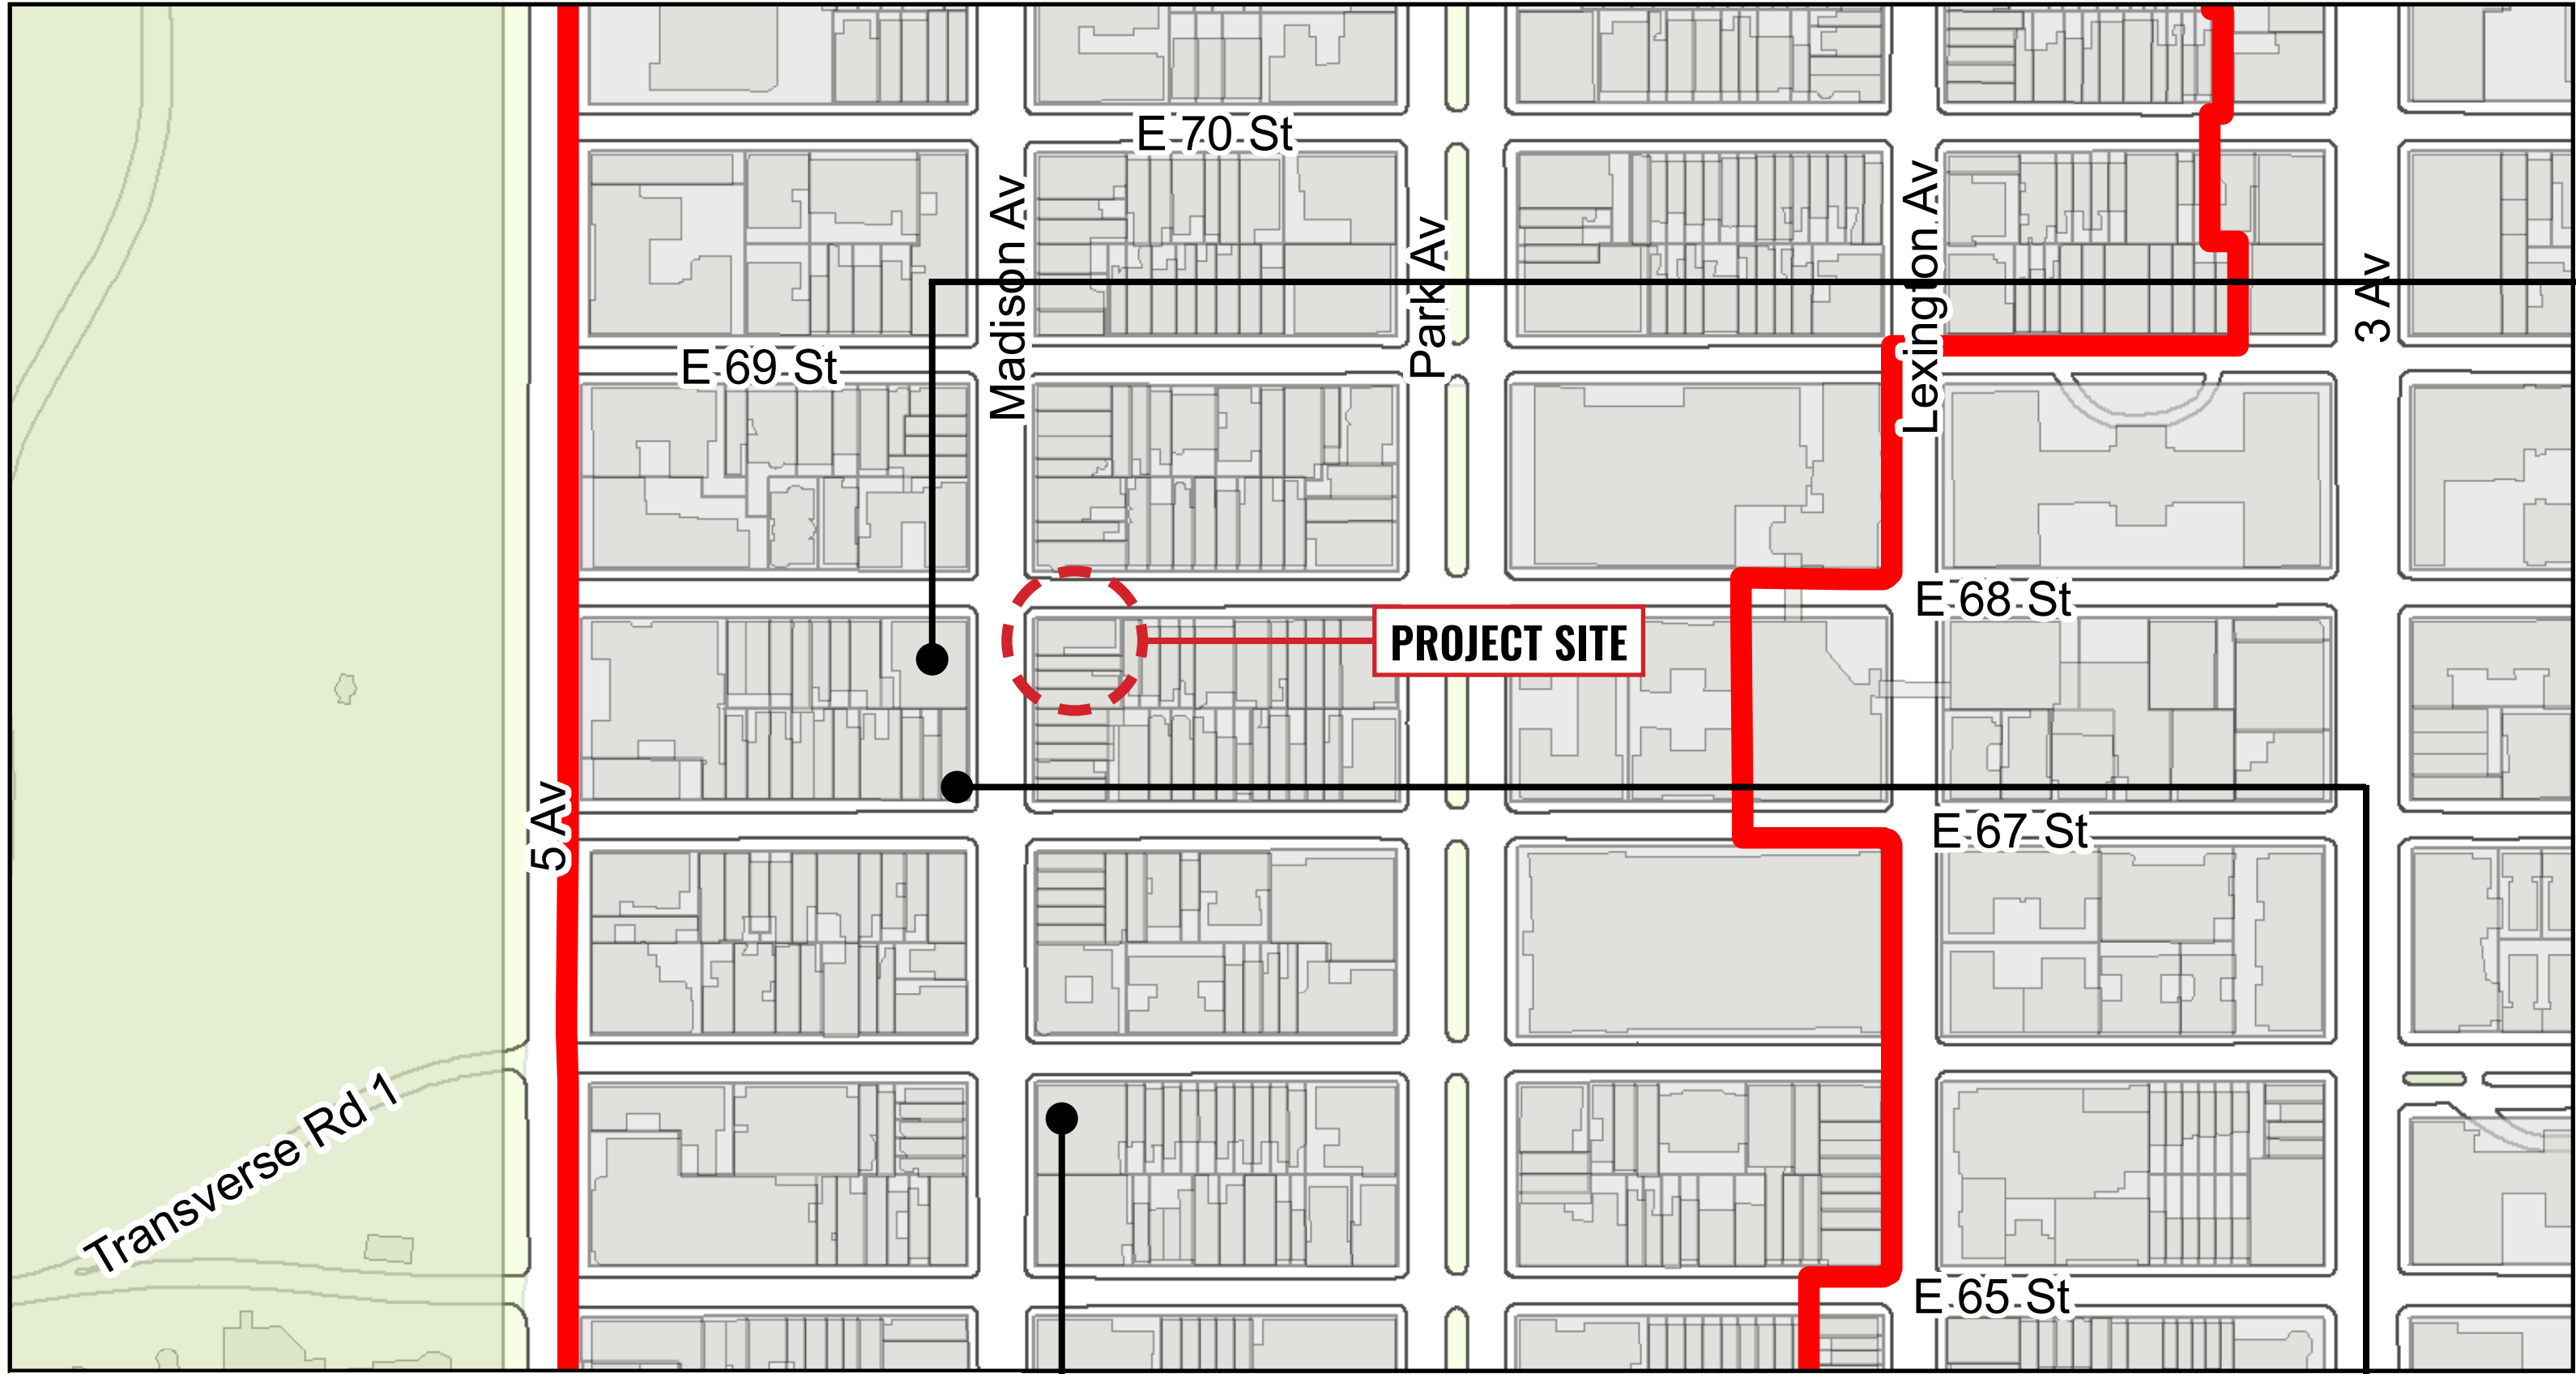 E 70 St
Madison Av
Park Av
Lexington Av
3 Av
E 69 St
E 68 St
PROJECT SITE
5 Av
E 67 St
Transverse Rd 1
E 65 St